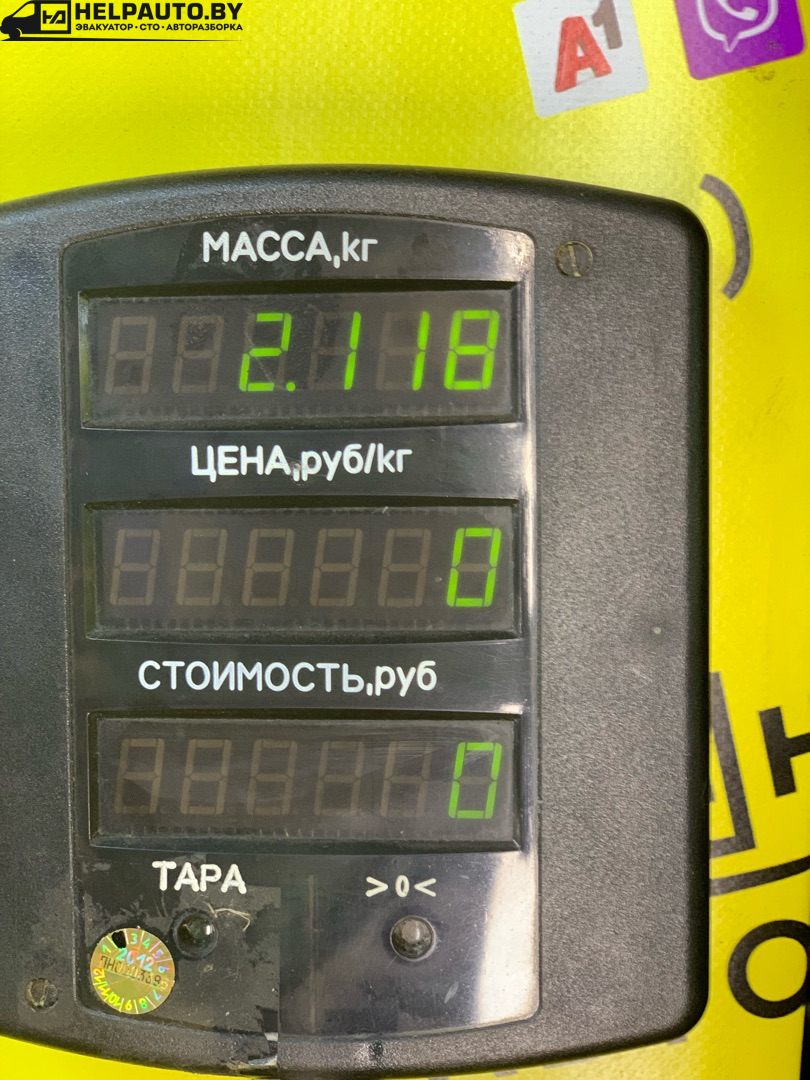 HELPAUTO.BY
ЭВАКУАТОР•СТО•АВТОРАЗБОРКА
A1
МАССА,кг
2.118
ЦЕНА,руб/кг
0
СТОИМОСТЬ,руб
0
ТАРА
>0<